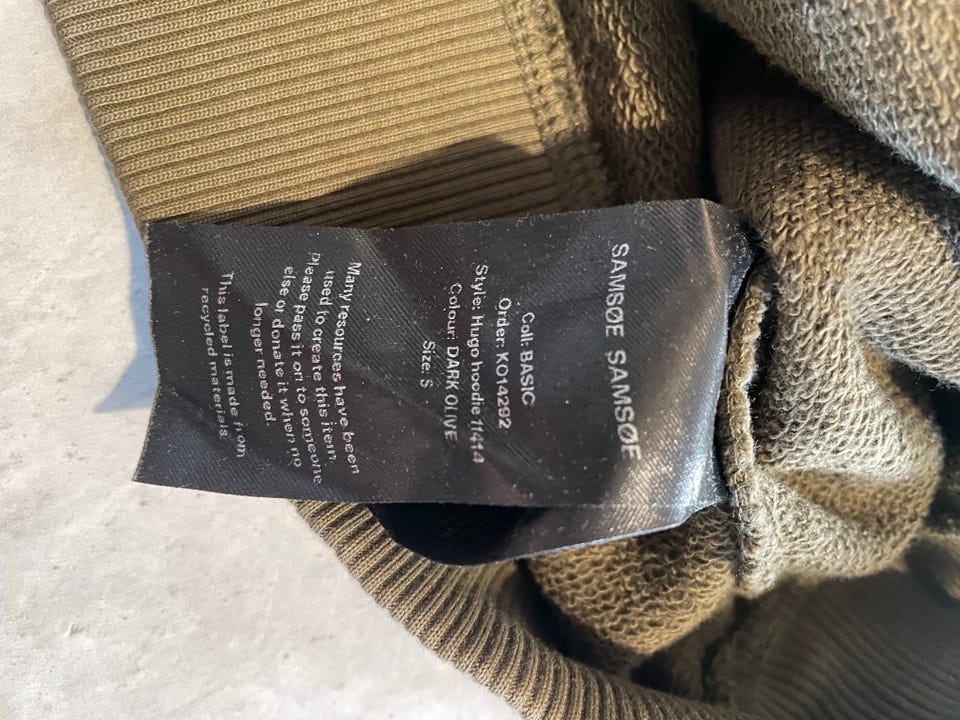 SAMSØE SAMSØE
Coll: BASIC
Order: KO14292
Style: Hugo hoodie 11414
Colour: DARK OLIVE
Size: S
Many resources have been
used to create this item.
Please pass it on to someone
else or donate it when no
longer needed.
This label is made from
recycled materials.